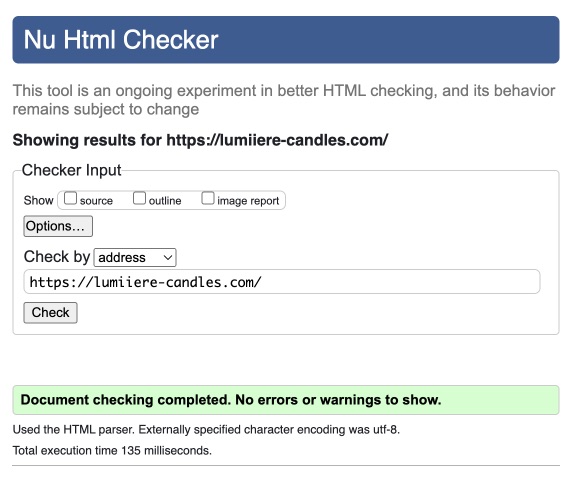 Nu Html Checker
This tool is an ongoing experiment in better HTML checking, and its behavior
remains subject to change
Showing results for https://lumiiere-candles.com/
Checker Input
Show source outline image report
Options...
Check by address
https://lumiiere-candles.com/
Check
Document checking completed. No errors or warnings to show.
Used the HTML parser. Externally specified character encoding was utf-8.
Total execution time 135 milliseconds.